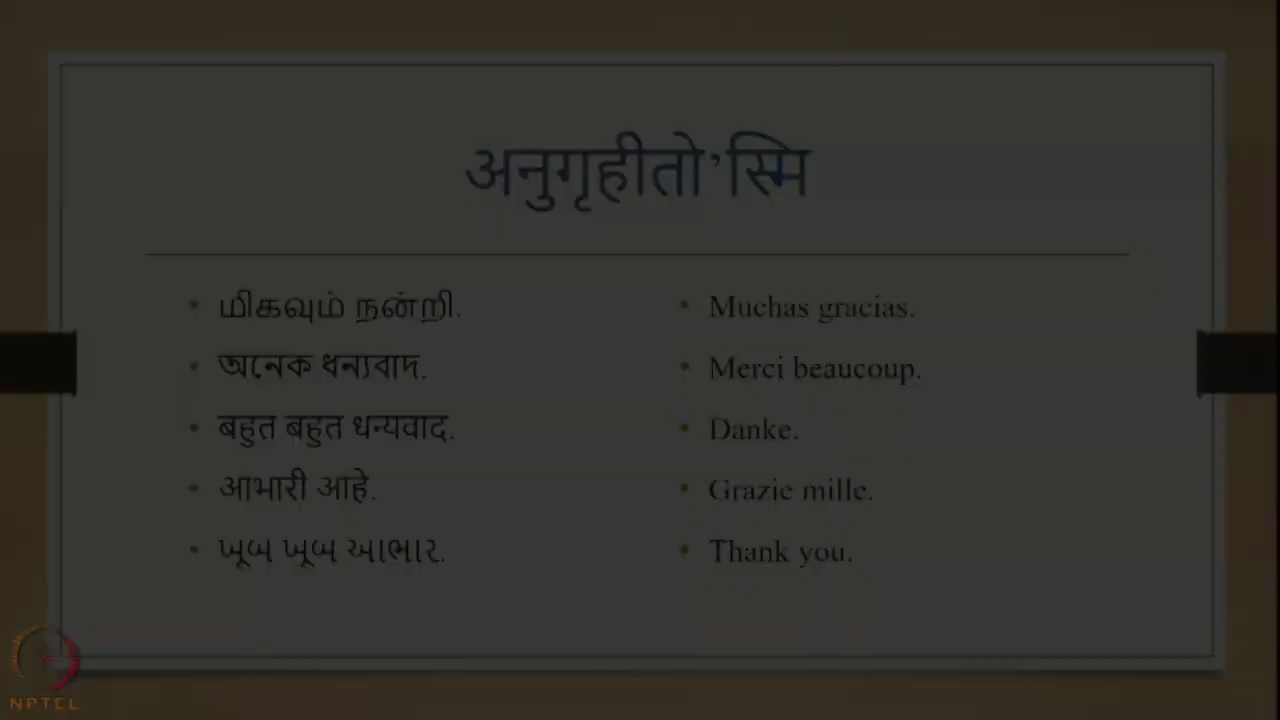 अनुगृहीतो’स्मि
மிகவும் நன்றி.
অনেক ধন্যবাদ.
बहुत बहुत धन्यवाद.
आभारी आहे.
ખૂબ ખૂબ આભાર.
Muchas gracias.
Merci beaucoup.
Danke.
Grazie mille.
Thank you.
NPTEL